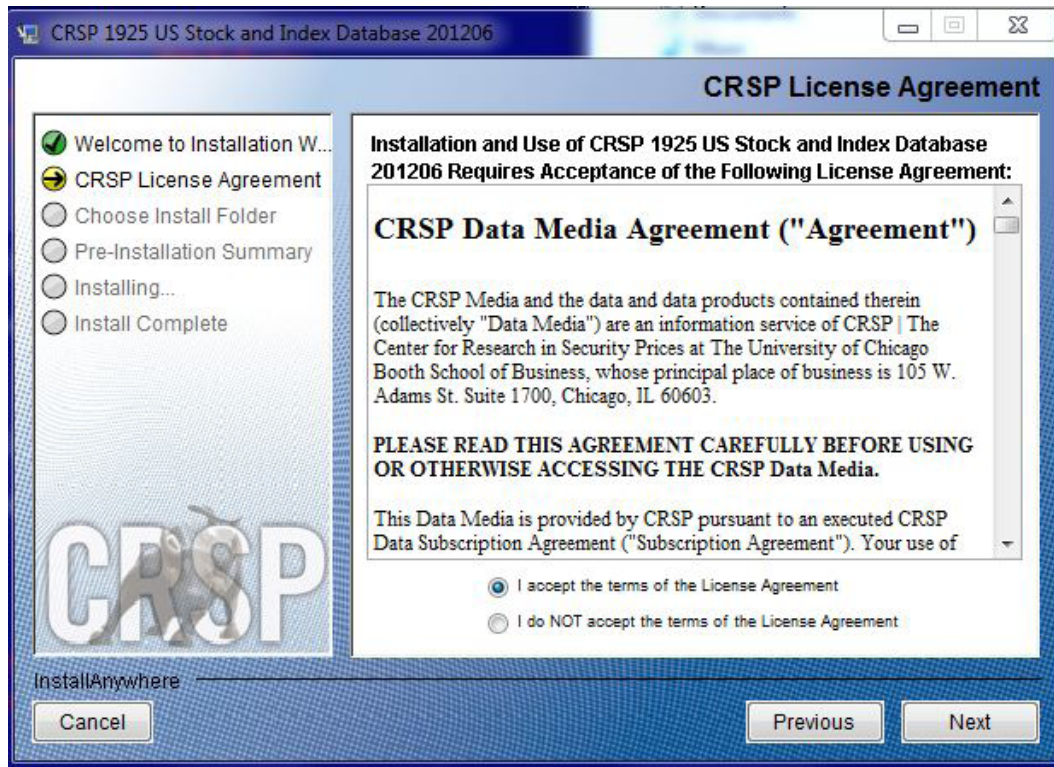 CRSP 1925 US Stock and Index Database 201206
CRSP License Agreement
Welcome to Installation W...
CRSP License Agreement
Choose Install Folder
Pre-Installation Summary
Installing...
Install Complete
CRSP
Installation and Use of CRSP 1925 US Stock and Index Database
201206 Requires Acceptance of the Following License Agreement:
CRSP Data Media Agreement ("Agreement")
The CRSP Media and the data and data products contained therein
(collectively "Data Media") are an information service of CRSP | The
Center for Research in Security Prices at The University of Chicago
Booth School of Business, whose principal place of business is 105 W.
Adams St. Suite 1700, Chicago, IL 60603.
PLEASE READ THIS AGREEMENT CAREFULLY BEFORE USING
OR OTHERWISE ACCESSING THE CRSP Data Media.
This Data Media is provided by CRSP pursuant to an executed CRSP
Data Subscription Agreement ("Subscription Agreement"). Your use of
I accept the terms of the License Agreement
I do NOT accept the terms of the License Agreement
InstallAnywhere
Cancel
Previous
Next